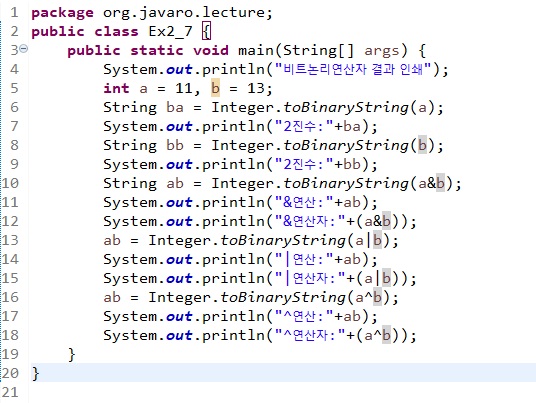 1 package org.javaro.lecture;
2 public class Ex2_7 {
3 public static void main(String[] args) {
4 System.out.println("비트논리연산자 결과 인쇄");
5 int a = 11, b = 13;
6 String ba = Integer.toBinaryString(a);
7 System.out.println("2진수:"+ba);
8 String bb = Integer.toBinaryString(b);
9 System.out.println("2진수:"+bb);
10 String ab = Integer.toBinaryString(a&b);
11 System.out.println("&연산:"+ab);
12 System.out.println("&연산자:"+(a&b));
13 ab = Integer.toBinaryString(a|b);
14 System.out.println("|연산:"+ab);
15 System.out.println("|연산자:"+(a|b));
16 ab = Integer.toBinaryString(a^b);
17 System.out.println("^연산:"+ab);
18 System.out.println("^연산자:"+(a^b));
19 }
20 }
21